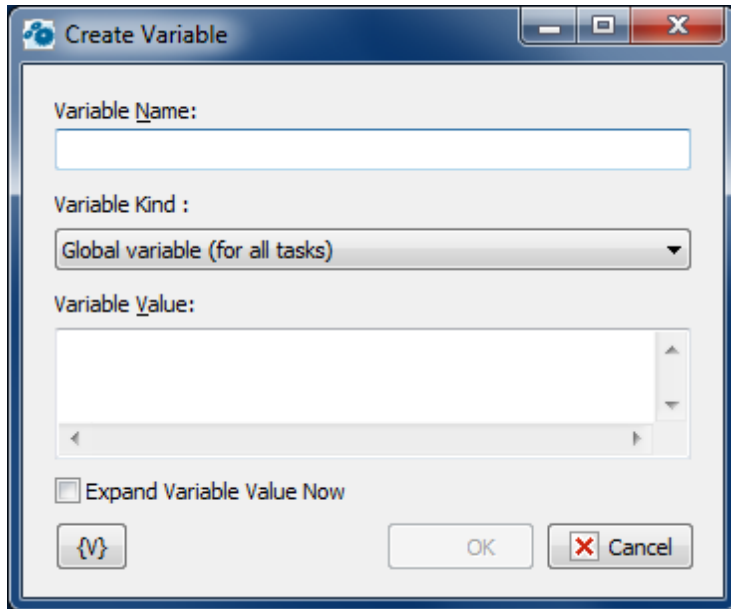 Create Variable
Variable Name:
Variable Kind :
Global variable (for all tasks)
Variable Value:
Expand Variable Value Now
{V}
OK
Cancel